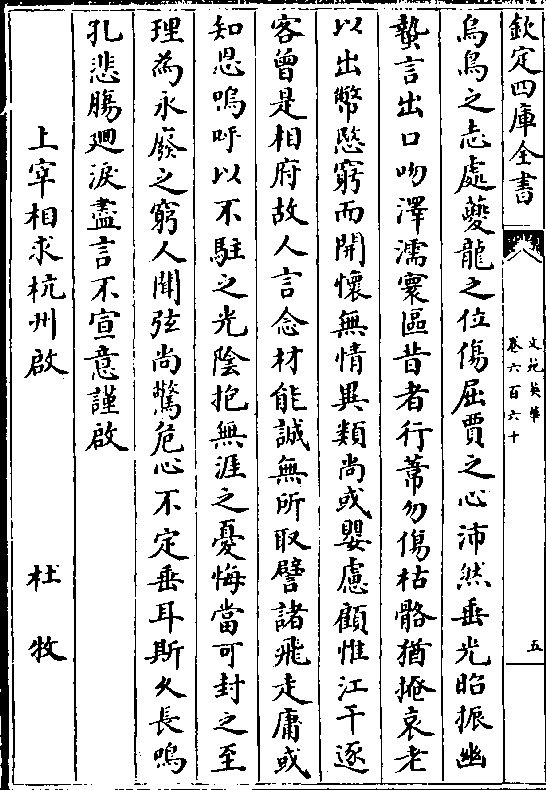 欽定四庫全書
文苑英華
卷六百六十
五
烏鳥之志處夔龍之位傷屈賈之心沛然垂光昭振幽
蟄言出口吻澤濡寰區昔者行葦勿傷枯骼猶掩哀老
以出幣愍窮而開懷無情異類尚或嬰慮顧惟江干逐
客曾是相府故人言念材能誠無所取譬諸飛走庸或
知恩嗚呼以不駐之光陰抱無涯之憂悔當可封之至
理為永廢之窮人聞弦尚驚危心不定垂耳斯久長鳴
孔悲膓迴淚盡言不宣意謹啟
上宰相求杭州啟 杜牧